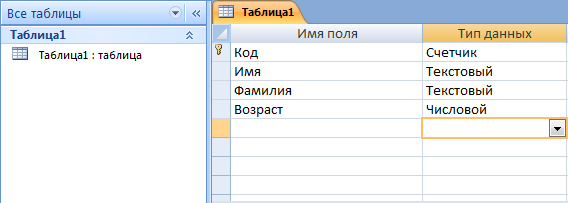 Все таблицы «
Таблица1
Таблица1 : таблица
Таблица1
Имя поля Тип данных
Код Счетчик
Имя Текстовый
Фамилия Текстовый
Возраст Числовой